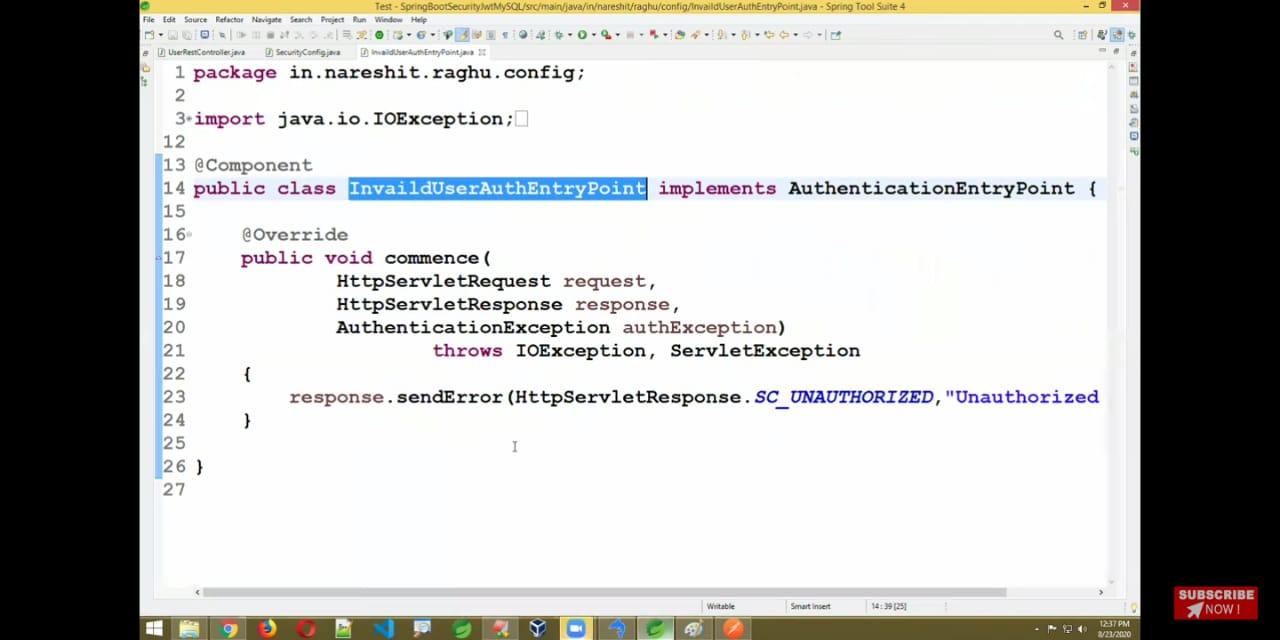 Test - SpringBootSecurityJwtMySQL/src/main/java/in/nareshit/raghu/config/InvaildUserAuthEntryPoint.java - Spring Tool Suite 4
File Edit Source Refactor Navigate Search Project Run Window Help
UserRestController.java SecurityConfig.java InvaildUserAuthEntryPoint.java
1 package in.nareshit.raghu.config;
2
3 import java.io.IOException;
12
13 @Component
14 public class InvaildUserAuthEntryPoint implements AuthenticationEntryPoint {
15
16 @Override
17 public void commence(
18 HttpServletRequest request,
19 HttpServletResponse response,
20 AuthenticationException authException)
21 throws IOException, ServletException
22 {
23 response.sendError(HttpServletResponse.SC_UNAUTHORIZED,"Unauthorized
24 }
25
26 }
27
Writable Smart Insert 14 : 39 [25]
12:37 PM
8/23/2020
SUBSCRIBE
NOW !